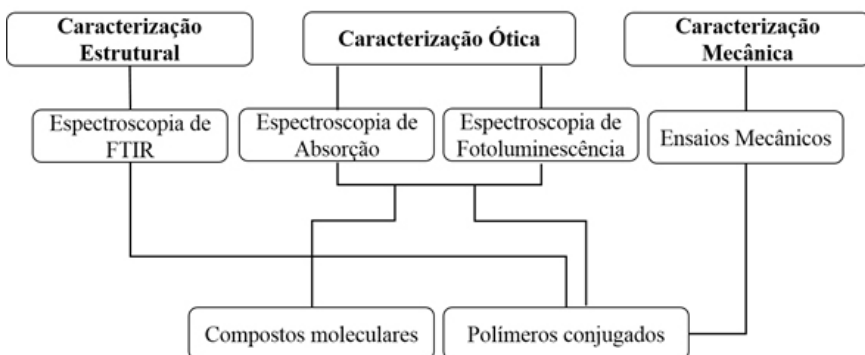 Caracterização
Estrutural
Caracterização Ótica
Caracterização
Mecânica
Espectroscopia de
FTIR
Espectroscopia de
Absorção
Espectroscopia de
Fotoluminescência
Ensaios Mecânicos
Compostos moleculares
Polímeros conjugados